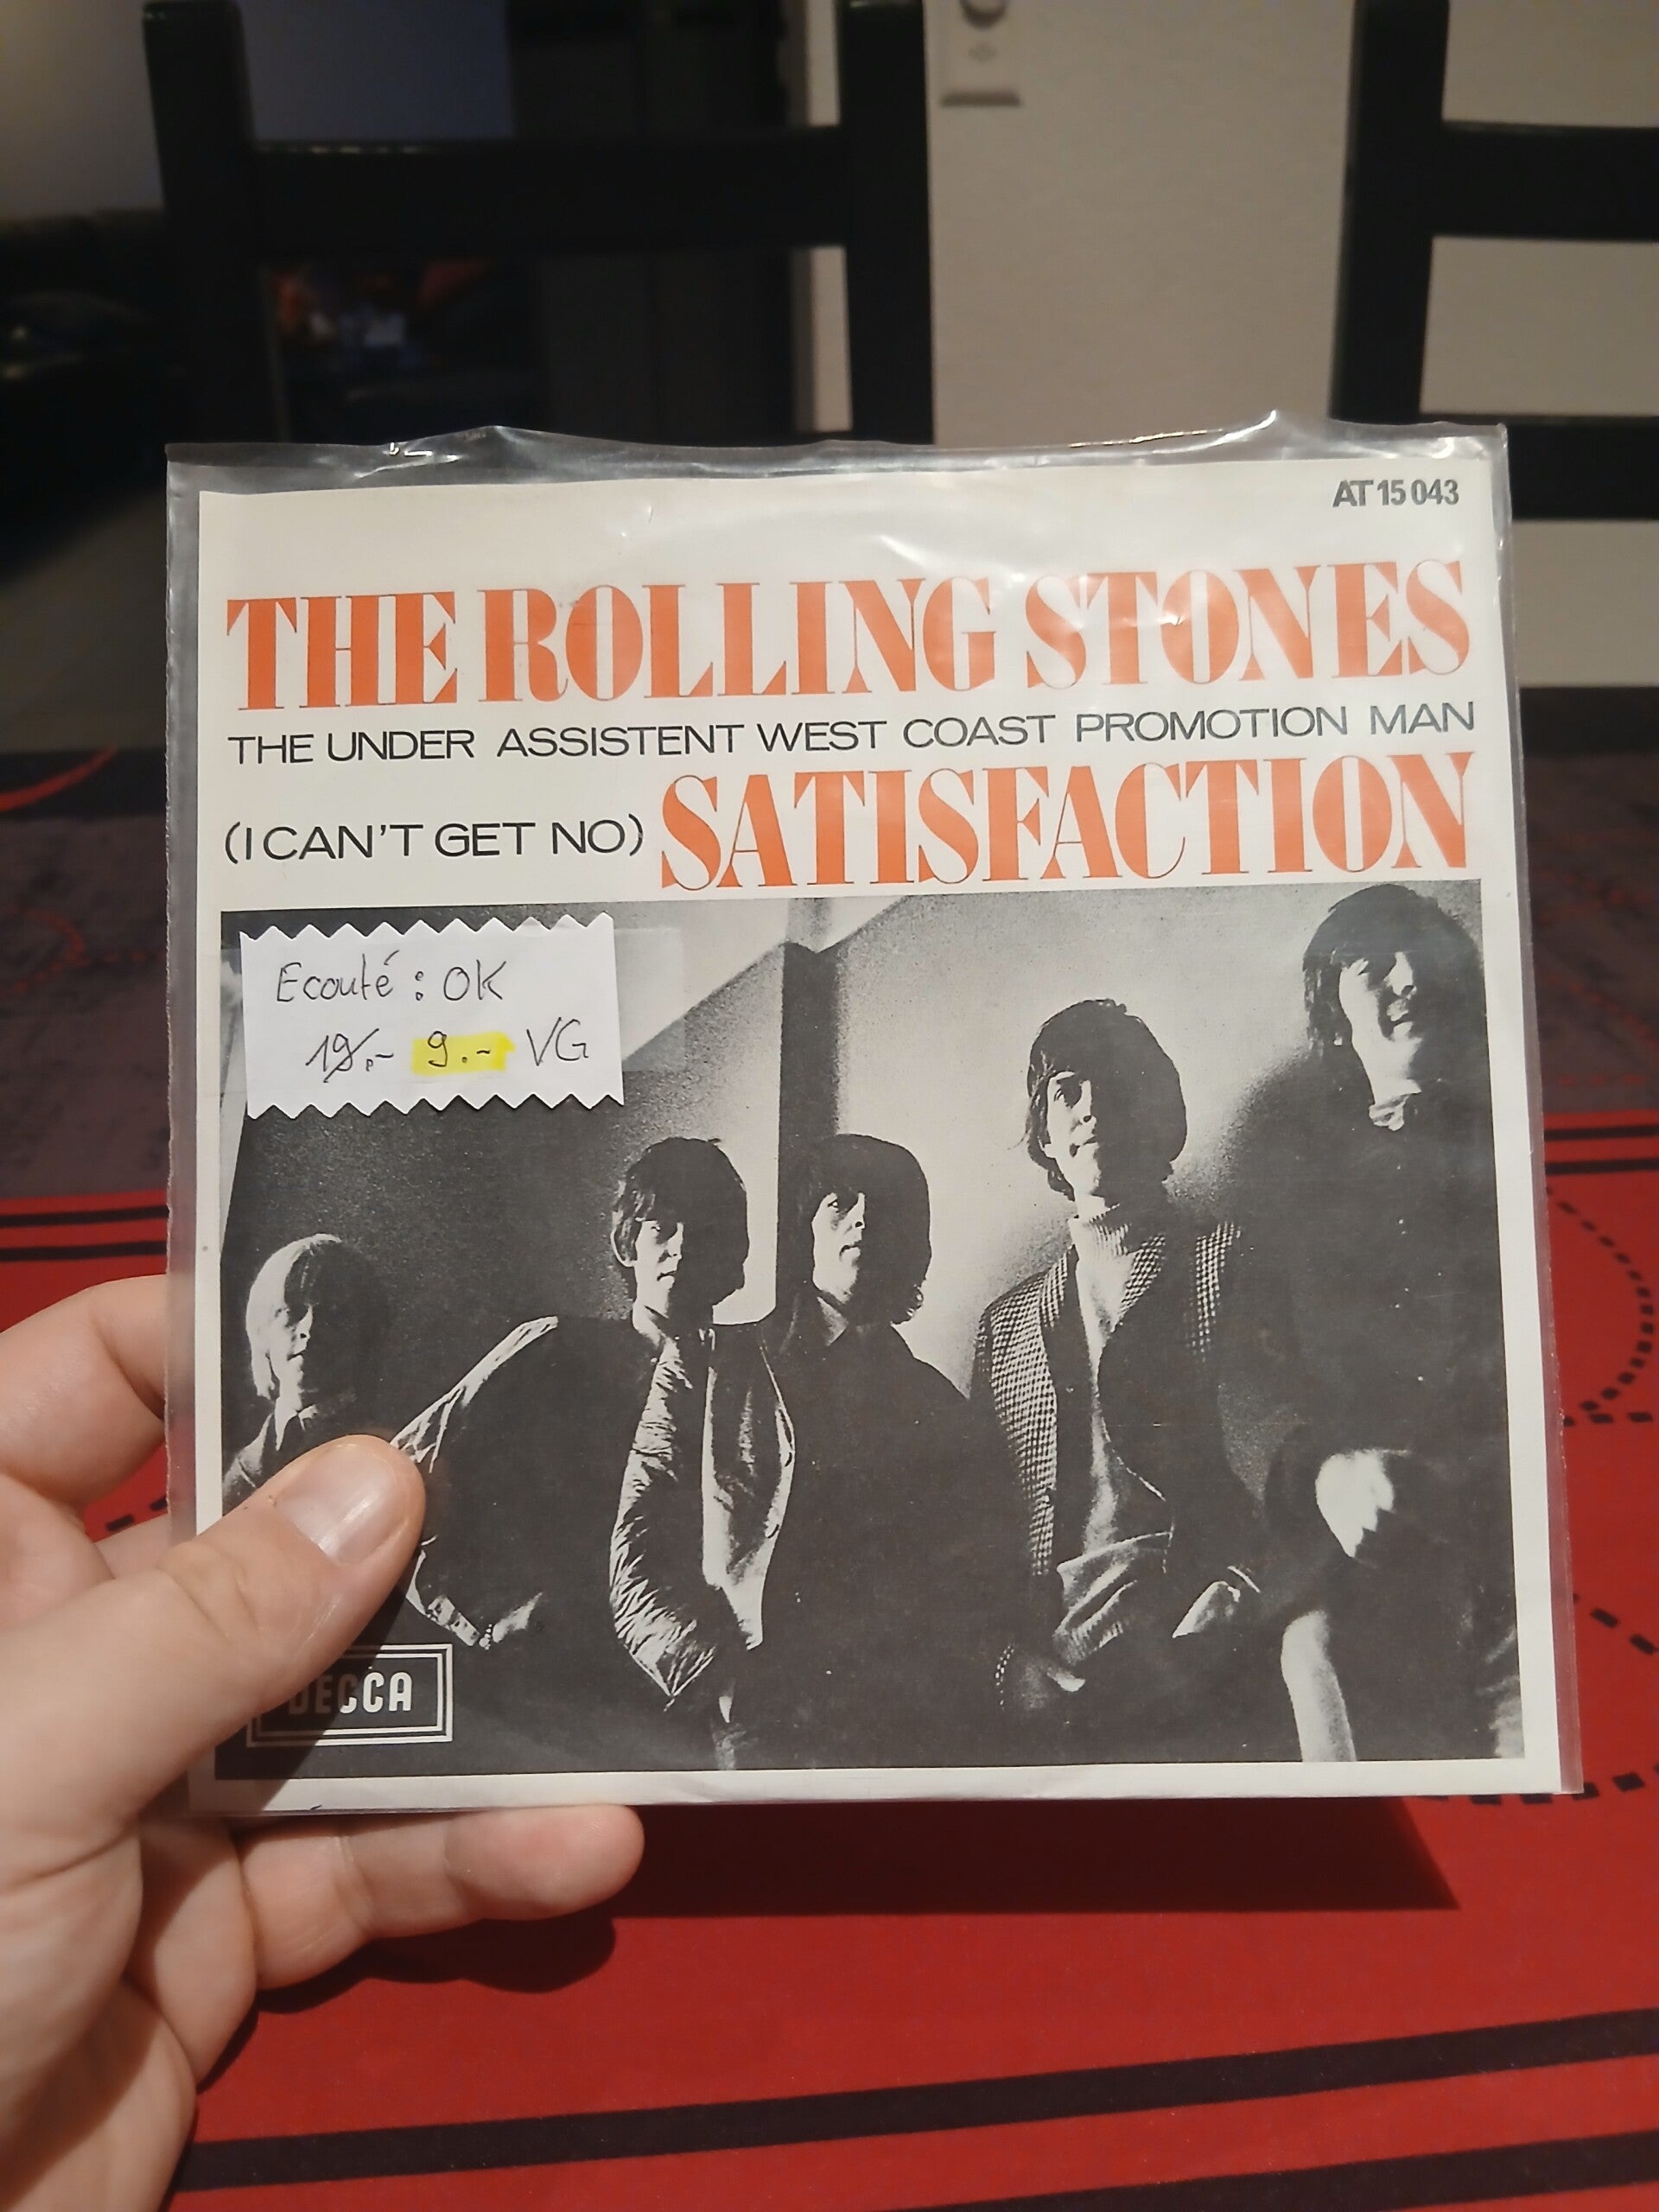 AT 15 043
THE ROLLING STONES
THE UNDER ASSISTENT WEST COAST PROMOTION MAN
(I CAN'T GET NO) SATISFACTION
Ecouté : OK
19.- 9.- VG
DECCA